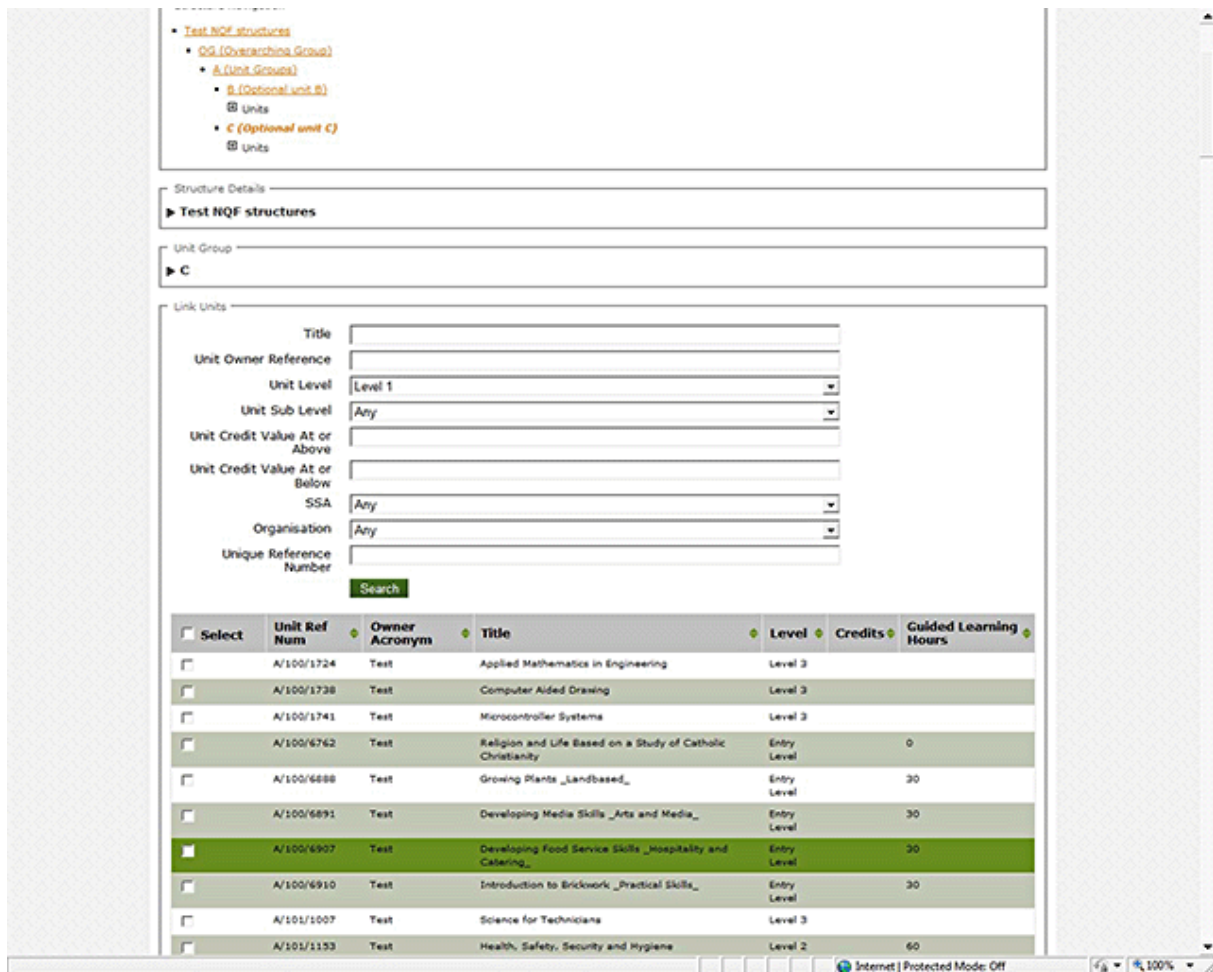 Test NQF structures
OG (Overarching Group)
A (Unit Groups)
B (Optional unit B)
Units
C (Optional unit C)
Units
Structure Details
Test NQF structures
Unit Group
C
Link Units
Title
Unit Owner Reference
Unit Level Level 1
Unit Sub Level Any
Unit Credit Value At or
Above
Unit Credit Value At or
Below
SSA Any
Organisation Any
Unique Reference
Number
Search
Select Unit Ref Num Owner Acronym Title Level Credits Guided Learning Hours
A/100/1724 Test Applied Mathematics in Engineering Level 3
A/100/1738 Test Computer Aided Drawing Level 3
A/100/1741 Test Microcontroller Systems Level 3
A/100/6762 Test Religion and Life Based on a Study of Catholic Christianity Entry Level 0
A/100/6888 Test Growing Plants _Landbased_ Entry Level 30
A/100/6891 Test Developing Media Skills _Arts and Media_ Entry Level 30
A/100/6907 Test Developing Food Service Skills _Hospitality and Catering_ Entry Level 30
A/100/6910 Test Introduction to Brickwork _Practical Skills_ Entry Level 30
A/101/1007 Test Science for Technicians Level 3
A/101/1153 Test Health, Safety, Security and Hygiene Level 2 60
Internet | Protected Mode: Off 100%